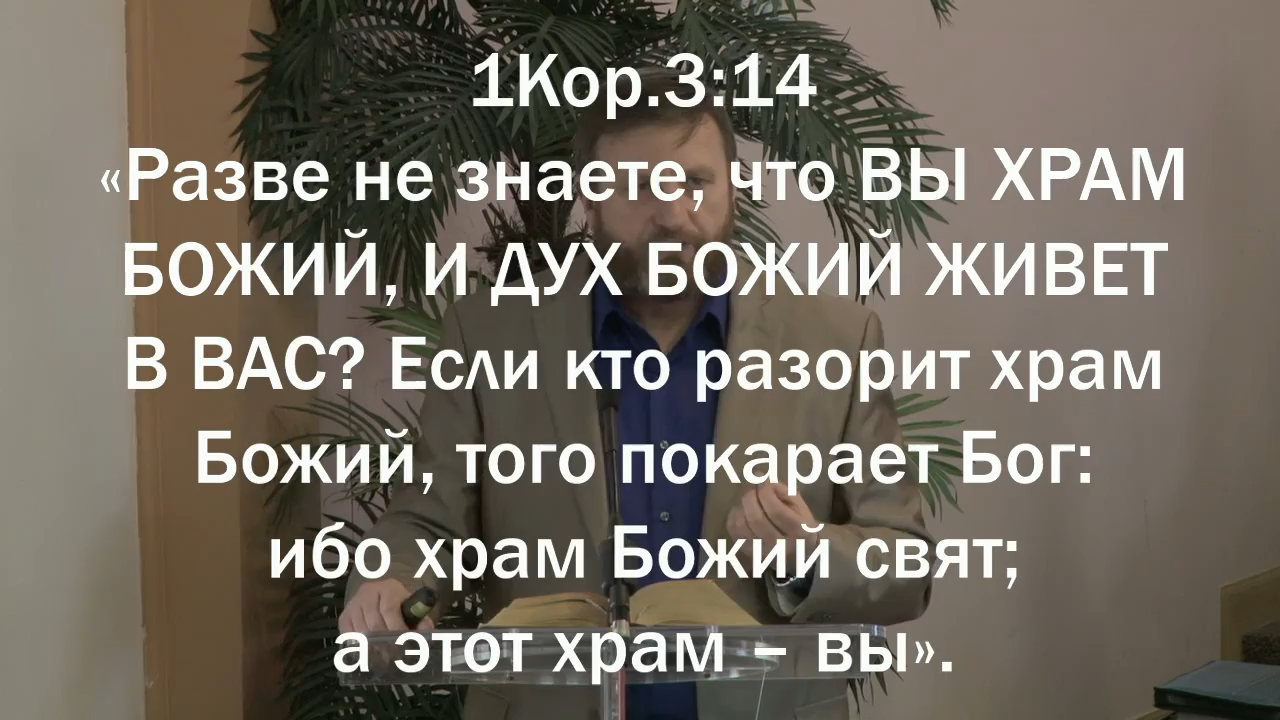 1Кор.3:14
«Разве не знаете, что ВЫ ХРАМ
БОЖИЙ, И ДУХ БОЖИЙ ЖИВЕТ
В ВАС? Если кто разорит храм
Божий, того покарает Бог:
ибо храм Божий свят;
а этот храм – вы».